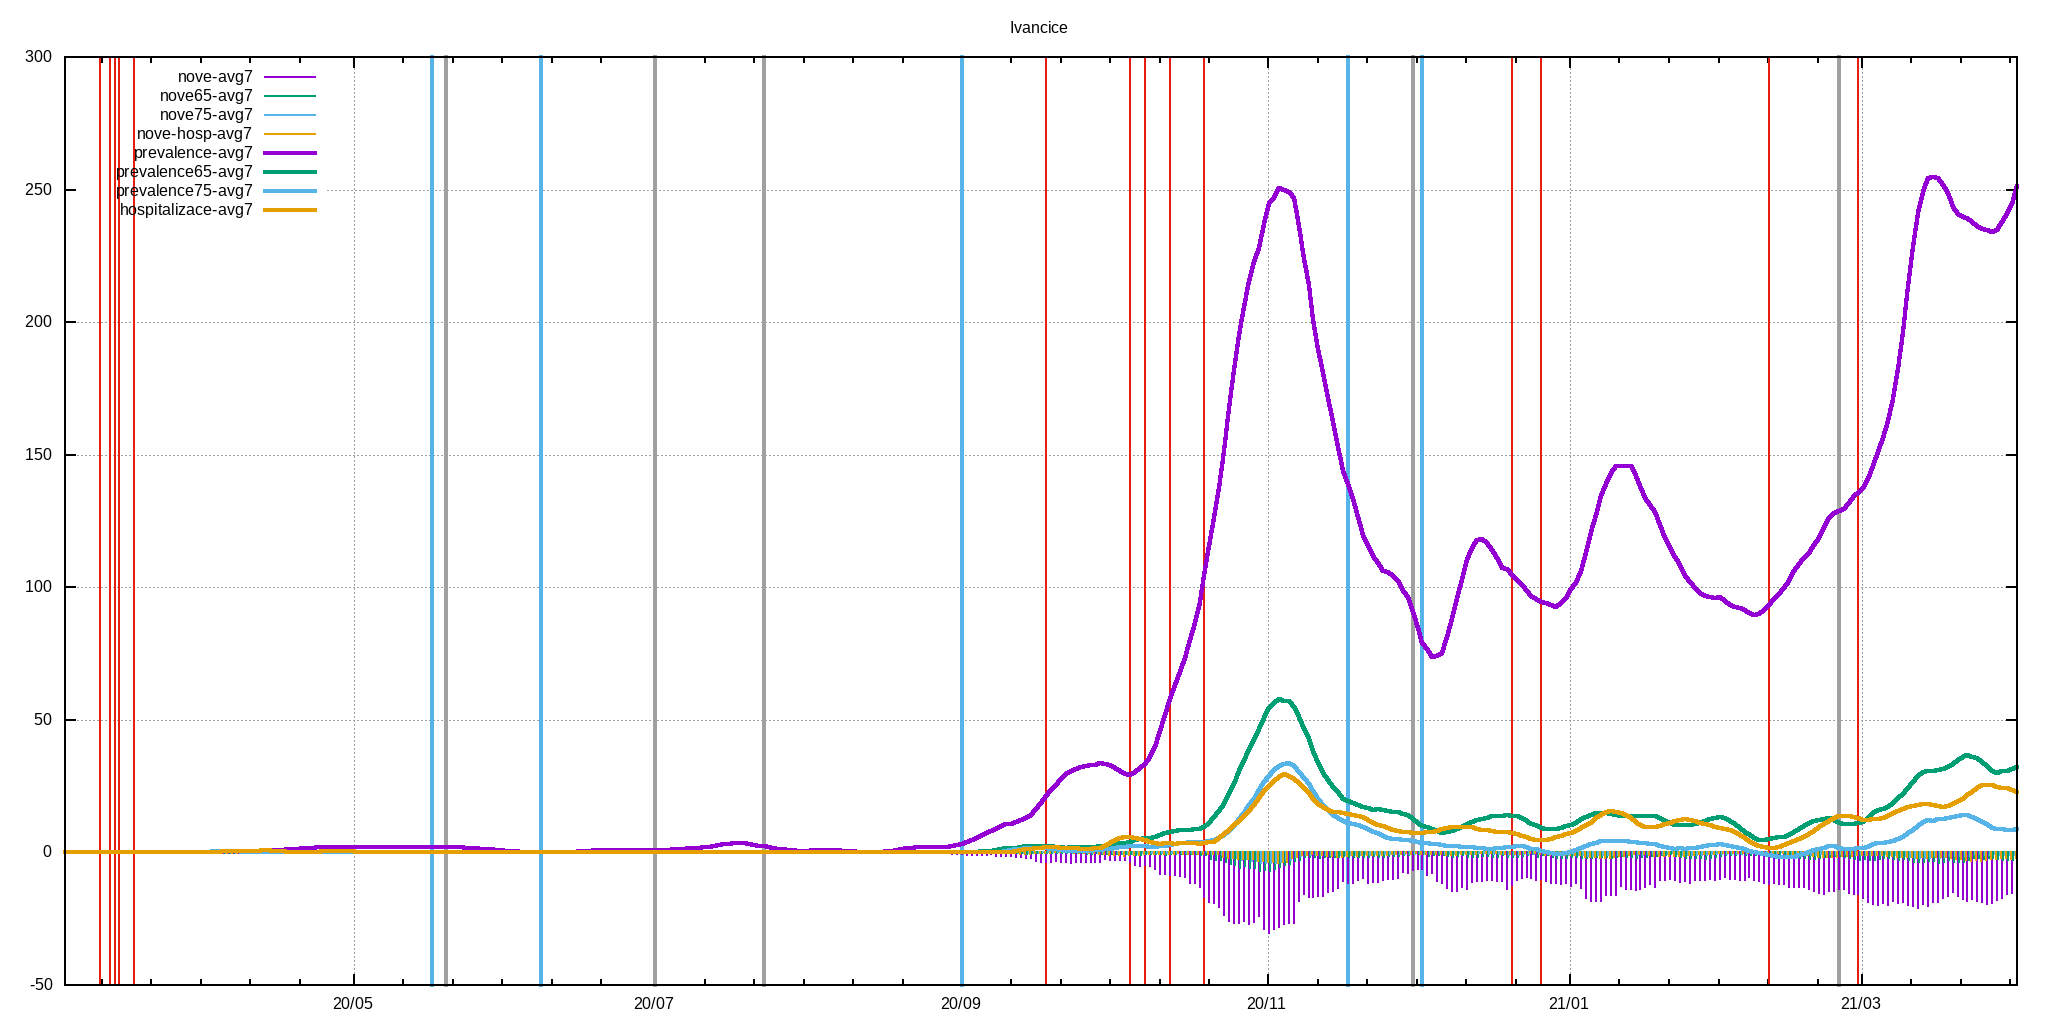 Ivancice
300
250
200
150
100
50
0
-50
nove-avg7
nove65-avg7
nove75-avg7
nove-hosp-avg7
prevalence-avg7
prevalence65-avg7
prevalence75-avg7
hospitalizace-avg7
20/05
20/07
20/09
20/11
21/01
21/03